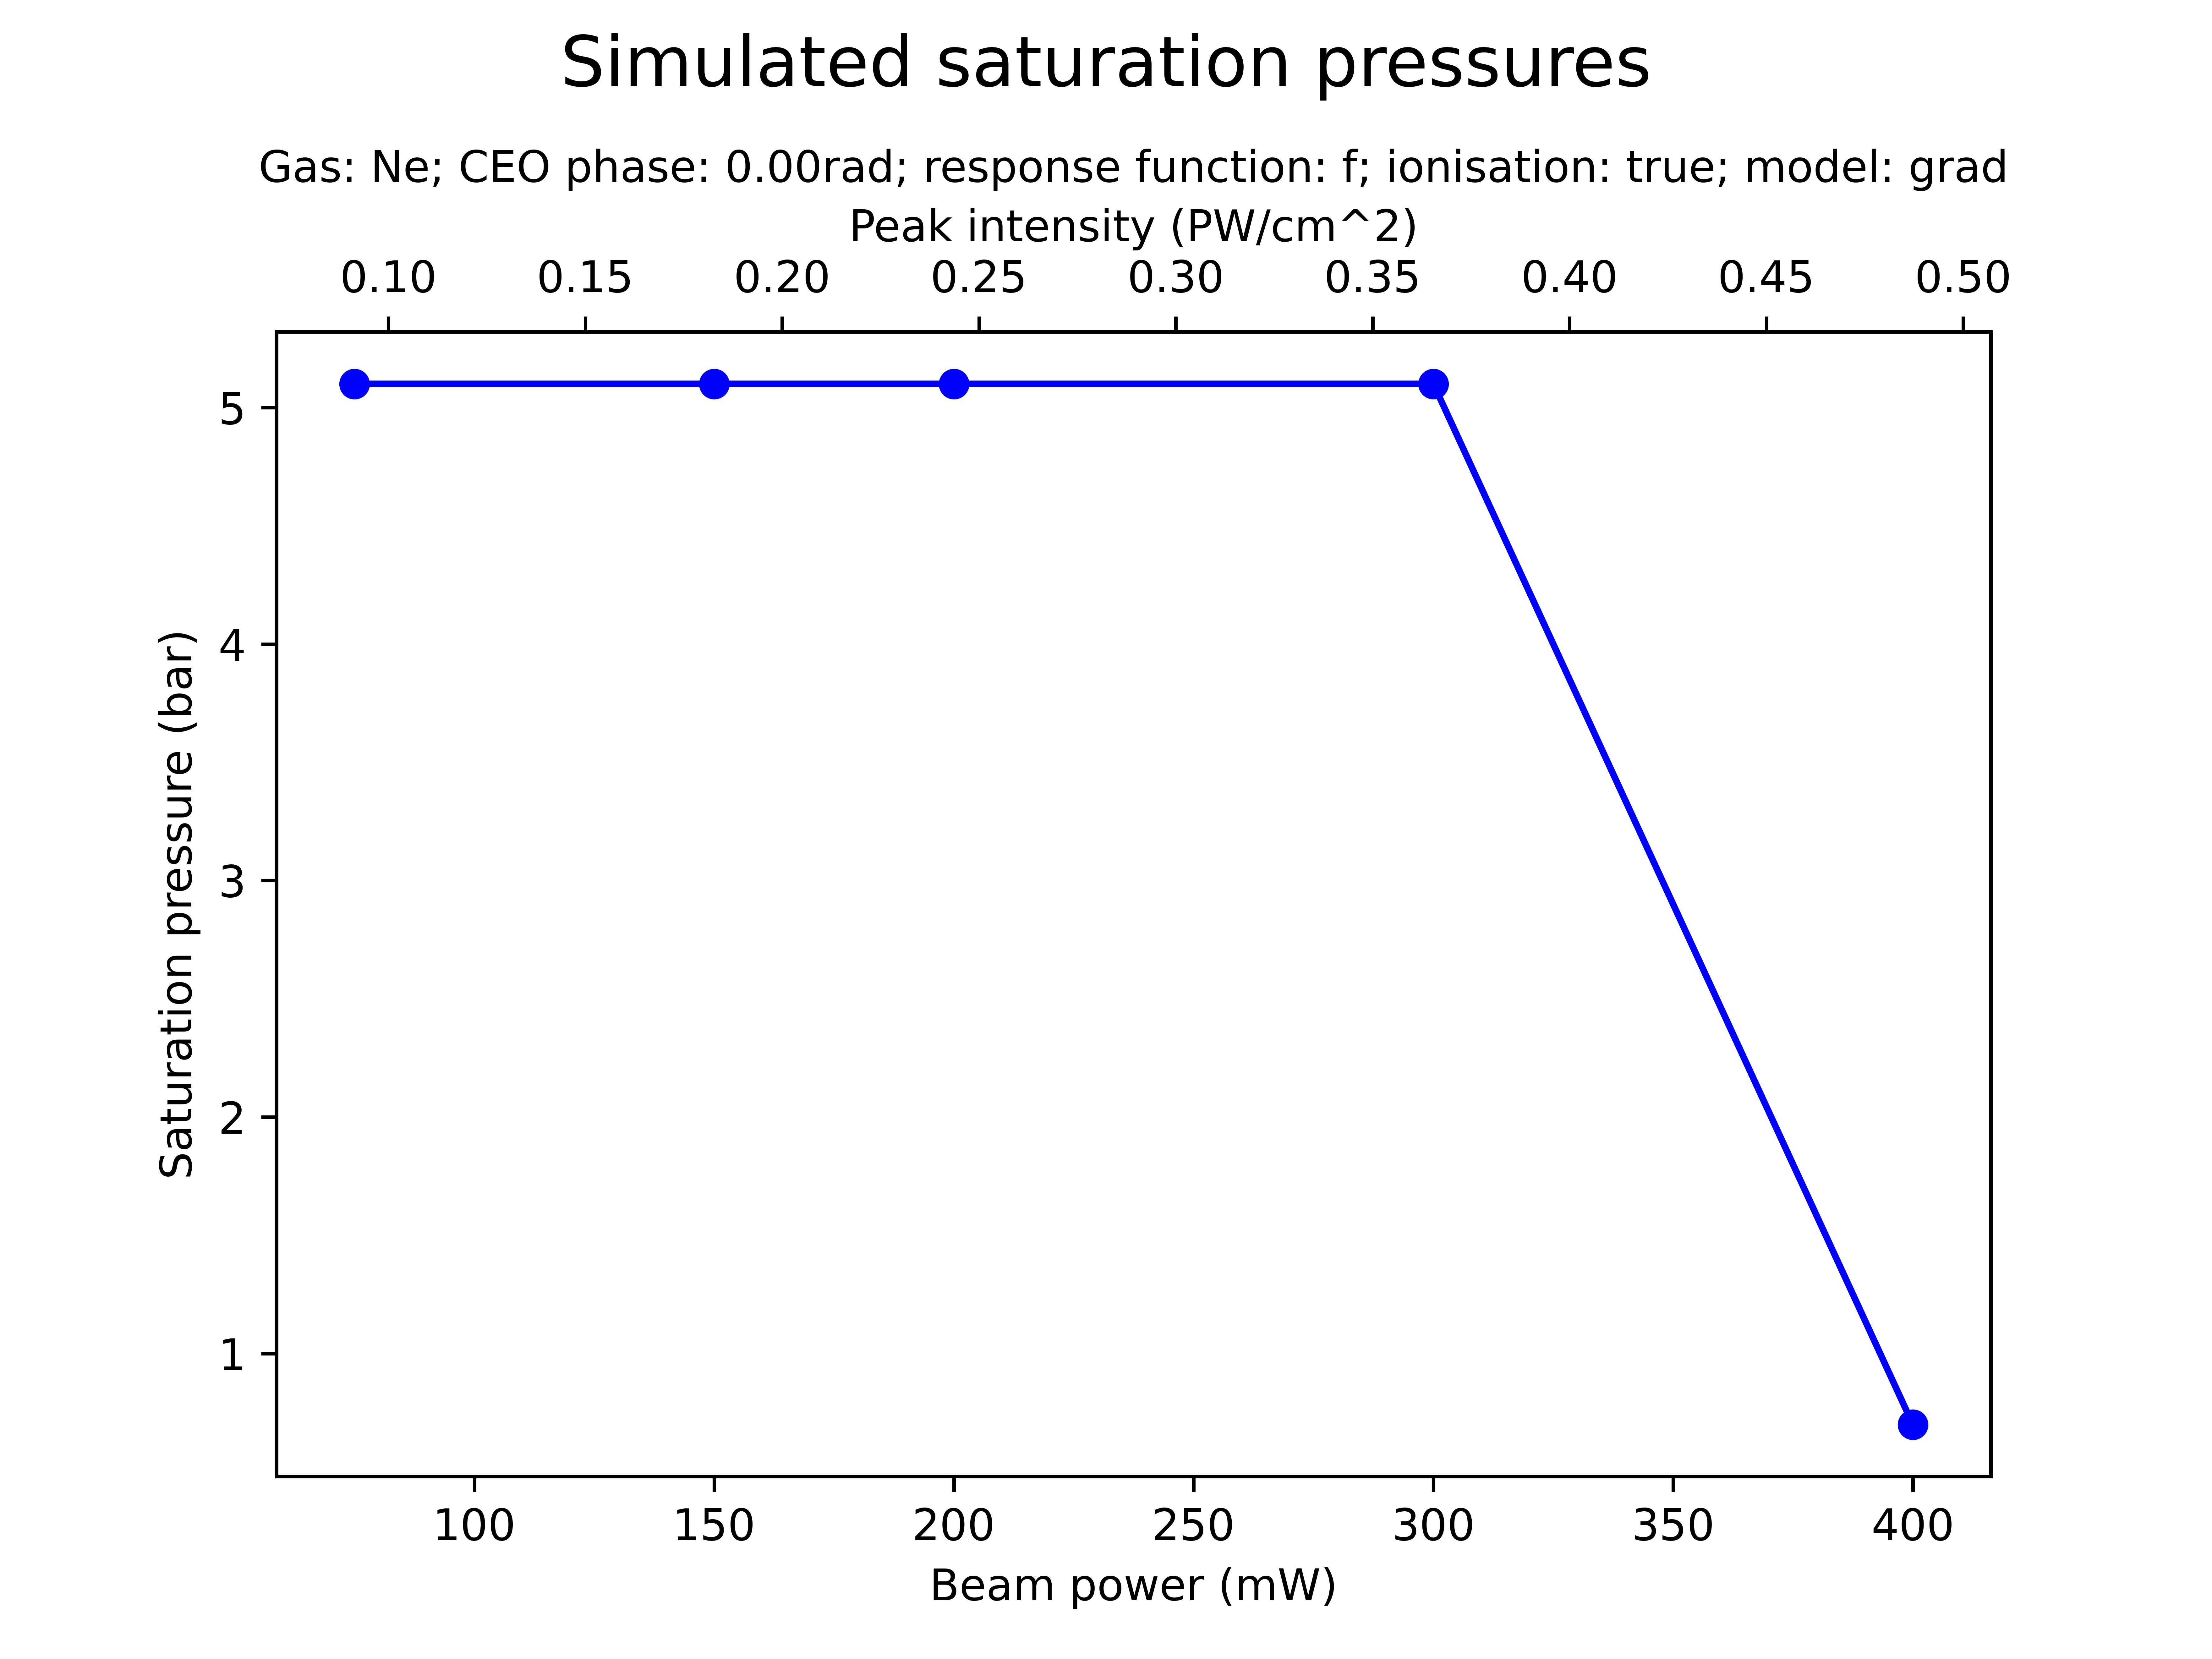 Simulated saturation pressures
Gas: Ne; CEO phase: 0.00rad; response function: f; ionisation: true; model: grad
Peak intensity (PW/cm^2)
0.10 0.15 0.20 0.25 0.30 0.35 0.40 0.45 0.50
Saturation pressure (bar)
5
4
3
2
1
100 150 200 250 300 350 400
Beam power (mW)